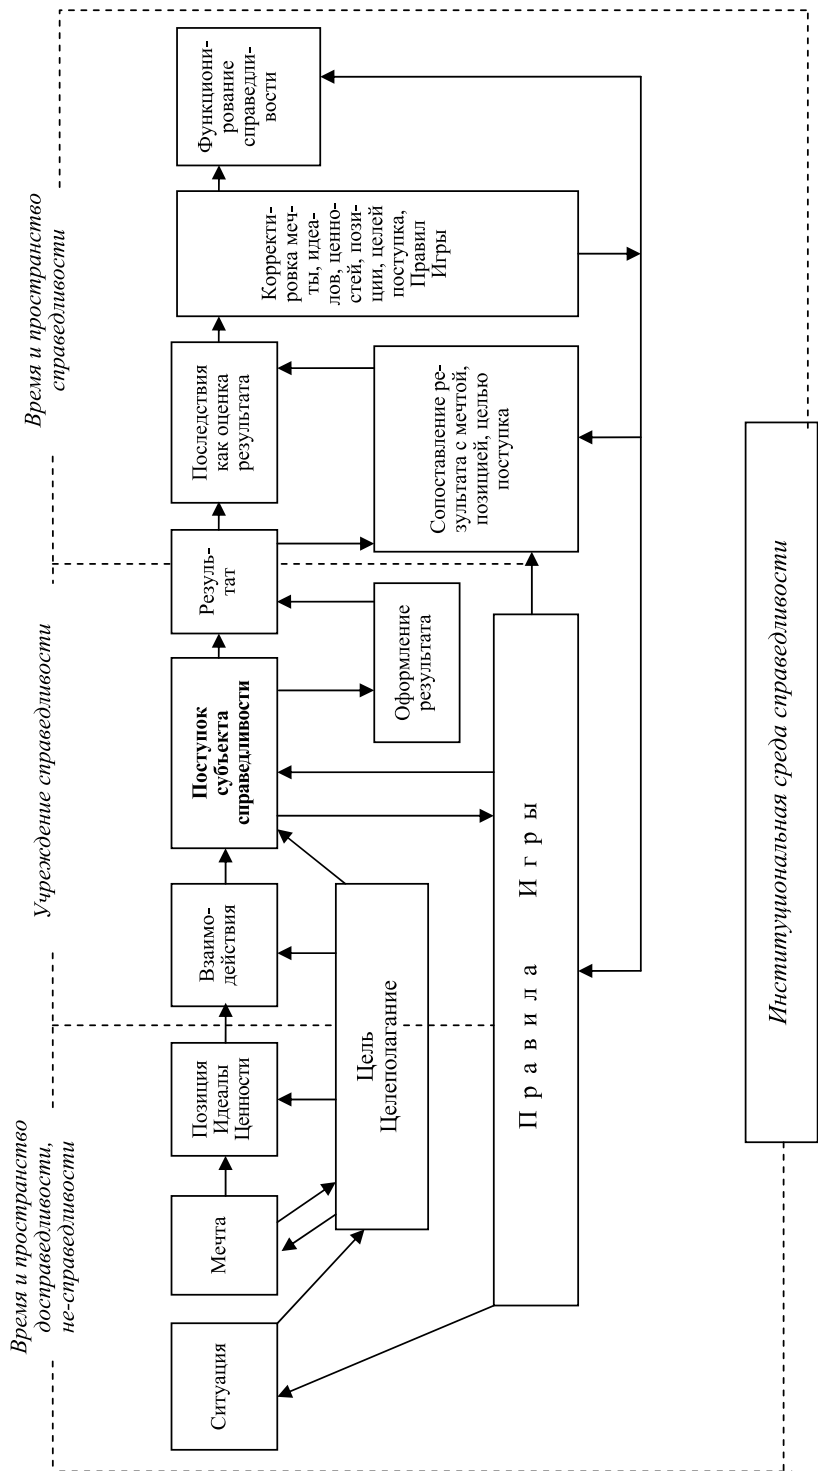 Время и пространство
досправедливости,
не-справедливости
Учреждение справедливости
Время и пространство
справедливости
Ситуация
Мечта
Позиция
Идеалы
Ценности
Взаимо-
действия
Поступок
субъекта
справедливости
Резуль-
тат
Последствия
как оценка
результата
Корректи-
ровка меч-
ты, идеа-
лов, ценно-
стей, пози-
ции, целей
поступка,
Правил
Игры
Функциони-
рование
справедли-
вости
Цель
Целеполагание
Оформление
результата
Сопоставление ре-
зультата с мечтой,
позицией, целью
поступка
Правила Игры
Институциональная среда справедливости